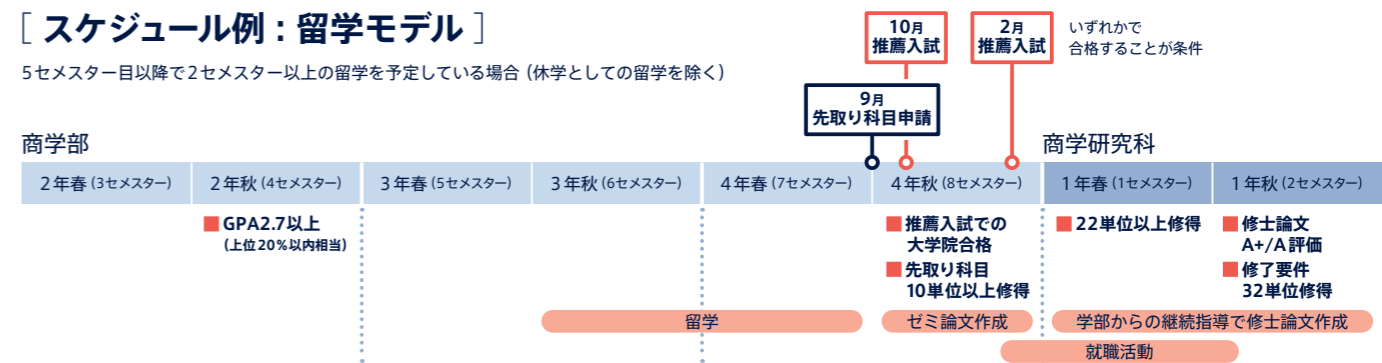 [ スケジュール例：留学モデル ]
5セメスター目以降で2セメスター以上の留学を予定している場合（休学としての留学を除く）
10月
推薦入試
2月
推薦入試
いずれかで
合格することが条件
9月
先取り科目申請
商学部
商学研究科
2年春（3セメスター）
2年秋（4セメスター）
3年春（5セメスター）
3年秋（6セメスター）
4年春（7セメスター）
4年秋（8セメスター）
1年春（1セメスター）
1年秋（2セメスター）
GPA2.7以上
（上位20％以内相当）
推薦入試での
大学院合格
先取り科目
10単位以上修得
22単位以上修得
修士論文
A+/A評価
修了要件
32単位修得
留学
ゼミ論文作成
学部からの継続指導で修士論文作成
就職活動